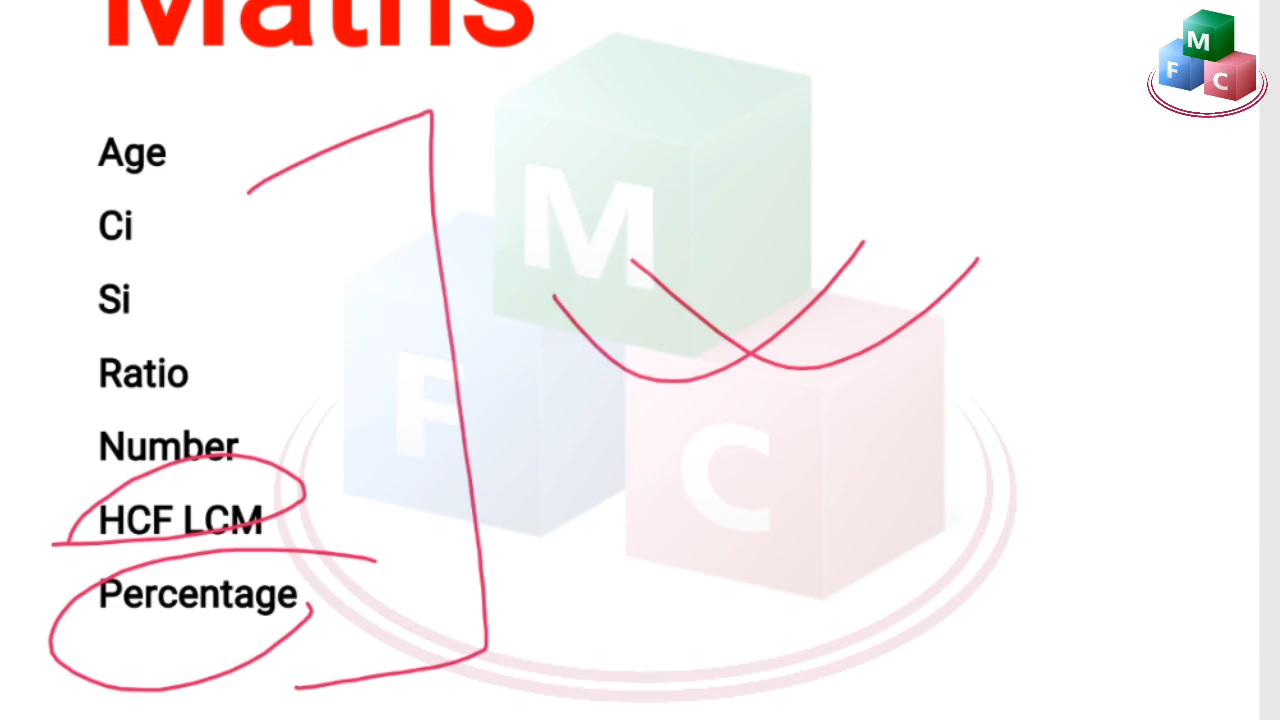 Maths
M
F C
Age
Ci
Si
Ratio
Number
HCF LCM
Percentage
M
F
C